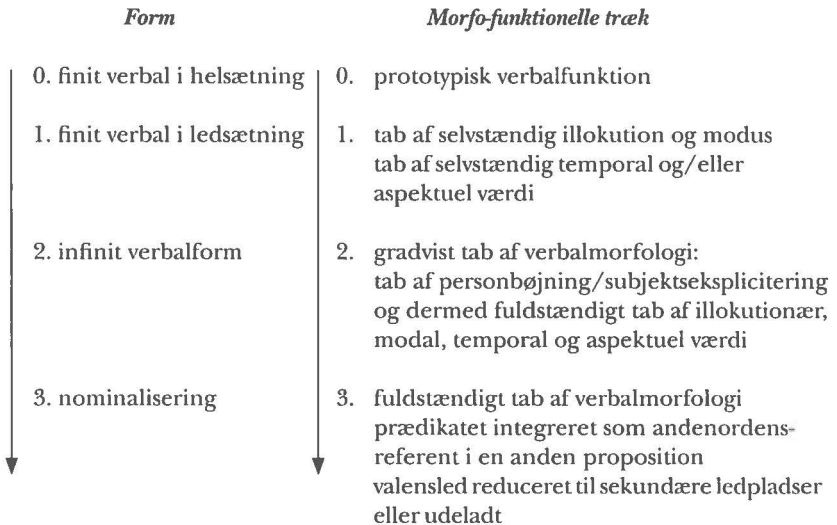 Form Morfo-funktionelle træk
0. finit verbal i helsætning 0. prototypisk verbalfunktion
1. finit verbal i ledsætning 1. tab af selvstændig illokution og modus
tab af selvstændig temporal og/eller
aspektuel værdi
2. infinit verbalform 2. gradvist tab af verbalmorfologi:
tab af personbøjning/subjektseksplicitering
og dermed fuldstændigt tab af illokutionær,
modal, temporal og aspektuel værdi
3. nominalisering 3. fuldstændigt tab af verbalmorfologi
prædikatet integreret som andenordens-
referent i en anden proposition
valensled reduceret til sekundære ledpladser
eller udeladt